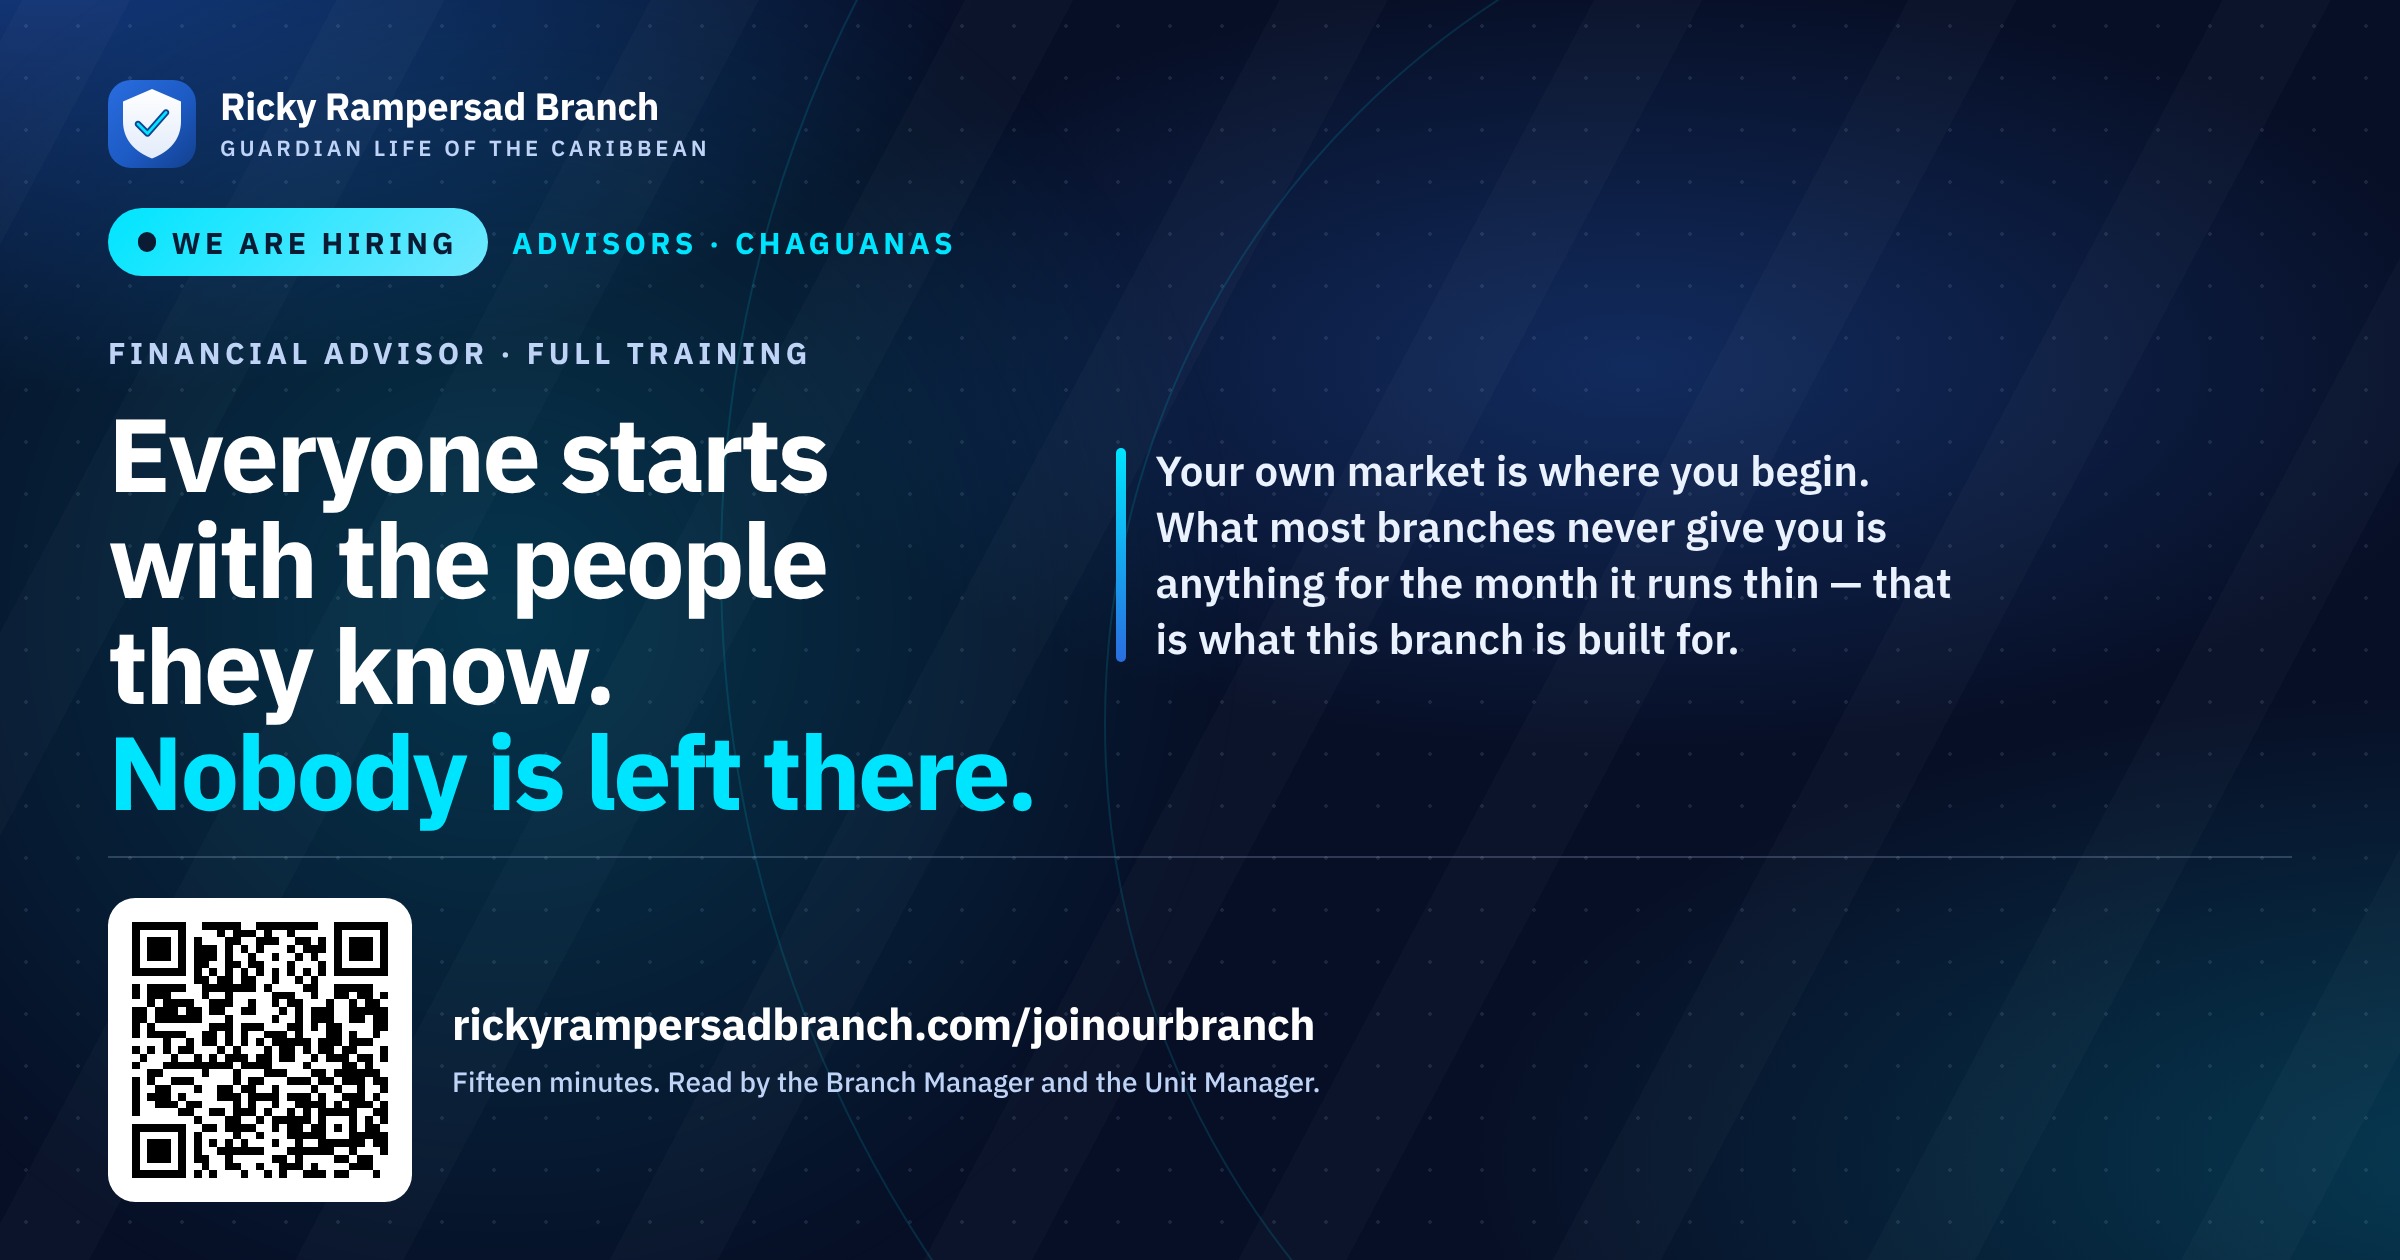 Ricky Rampersad Branch
GUARDIAN LIFE OF THE CARIBBEAN
WE ARE HIRING
ADVISORS · CHAGUANAS
FINANCIAL ADVISOR · FULL TRAINING
Everyone starts
with the people
they know.
Nobody is left there.
Your own market is where you begin.
What most branches never give you is
anything for the month it runs thin — that
is what this branch is built for.
rickyrampersadbranch.com/joinourbranch
Fifteen minutes. Read by the Branch Manager and the Unit Manager.